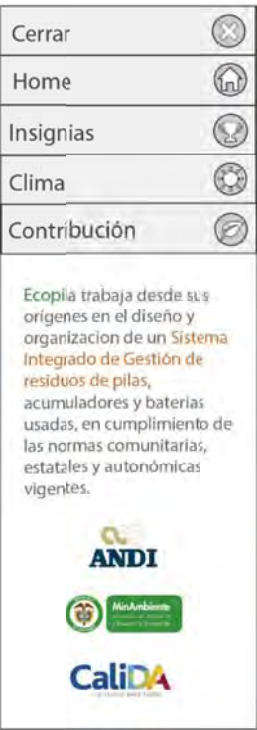 Cerrar
Home
Insignias
Clima
Contribución
Ecopila trabaja desde sus
orígenes en el diseño y
organizacion de un Sistema
Integrado de Gestión de
residuos de pilas,
acumuladores y baterias
usadas, en cumplimiento de
las normas comunitarias,
estatales y autonómicas
vigentes.
ANDI
MinAmbiente
CaliDA